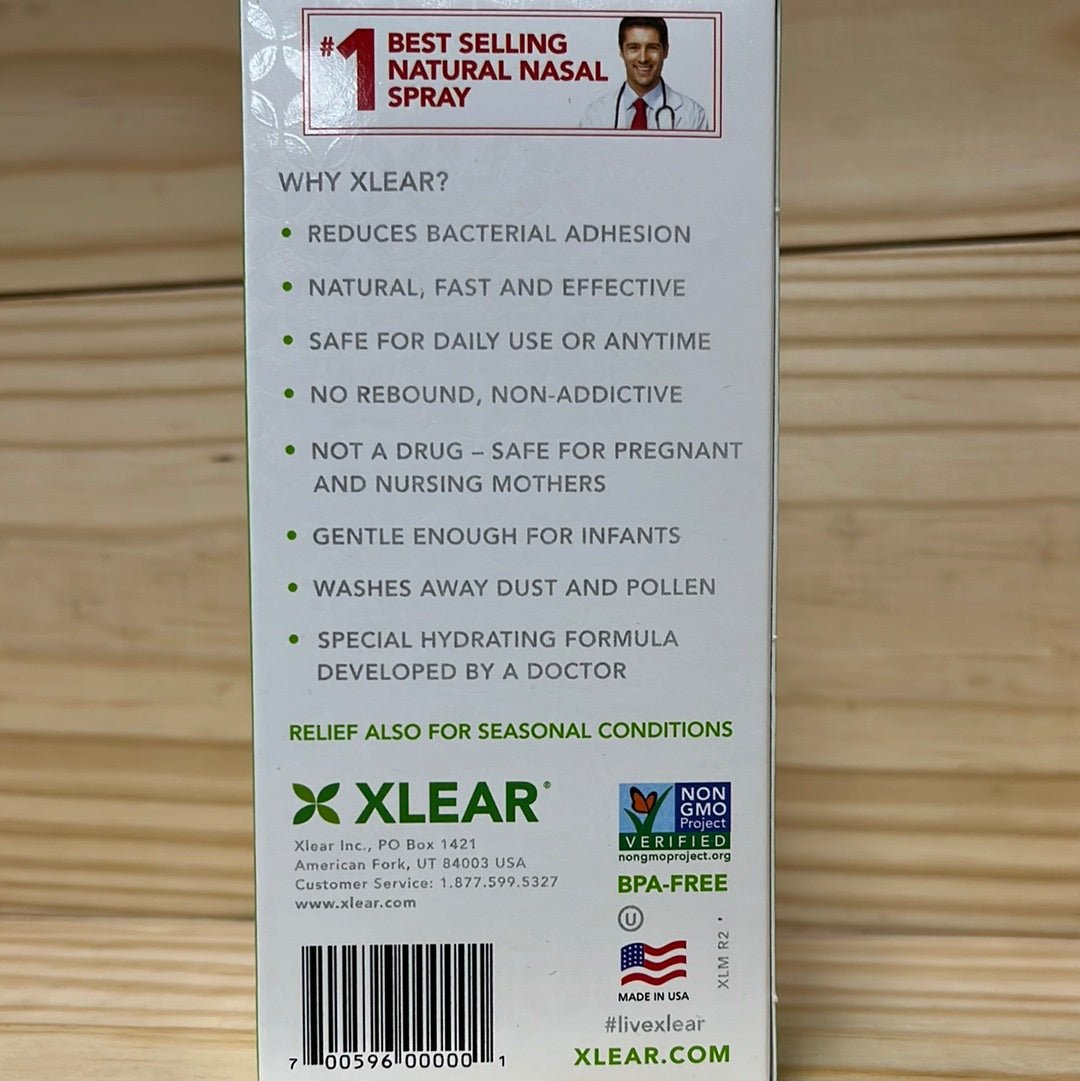 #1 BEST SELLING
NATURAL NASAL
SPRAY
WHY XLEAR?
• REDUCES BACTERIAL ADHESION
• NATURAL, FAST AND EFFECTIVE
• SAFE FOR DAILY USE OR ANYTIME
• NO REBOUND, NON-ADDICTIVE
• NOT A DRUG – SAFE FOR PREGNANT
AND NURSING MOTHERS
• GENTLE ENOUGH FOR INFANTS
• WASHES AWAY DUST AND POLLEN
• SPECIAL HYDRATING FORMULA
DEVELOPED BY A DOCTOR
RELIEF ALSO FOR SEASONAL CONDITIONS
XLEAR®
Xlear Inc., PO Box 1421
American Fork, UT 84003 USA
Customer Service: 1.877.599.5327
www.xlear.com
NON
GMO
Project
VERIFIED
nongmoproject.org
BPA-FREE
U
XLM R2
MADE IN USA
#livexlear
XLEAR.COM
7 00596 00000 1